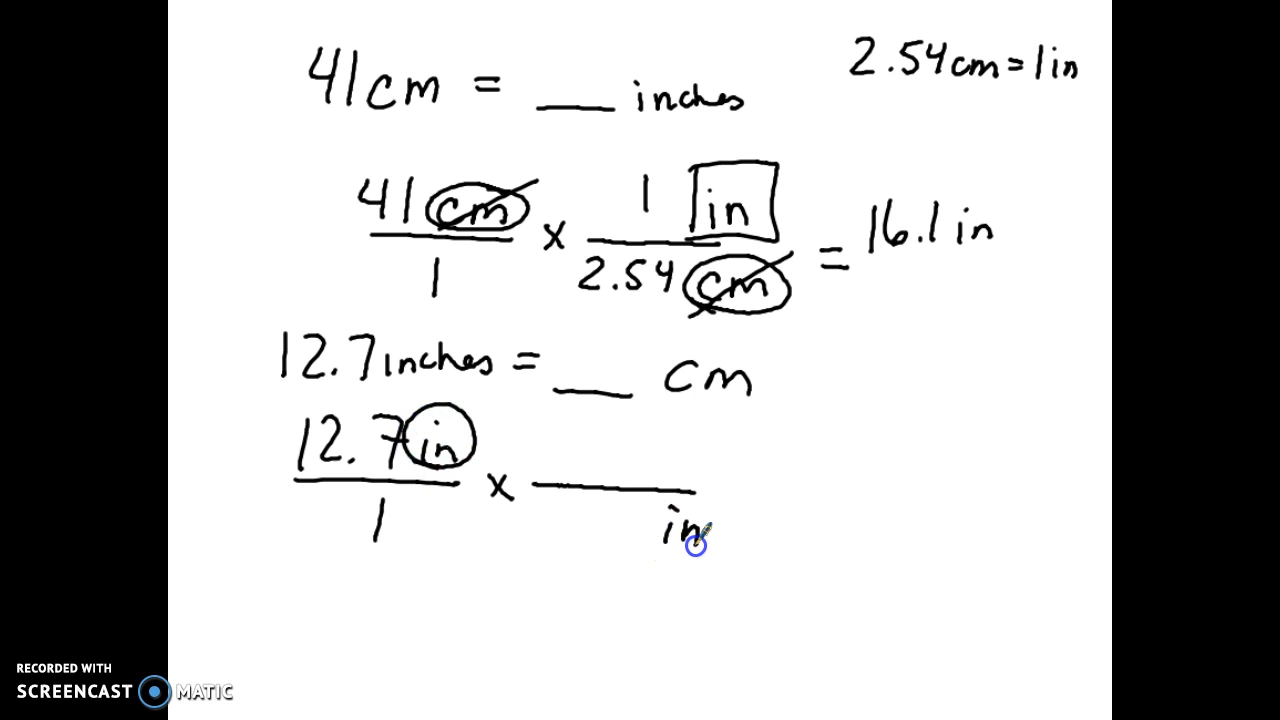 41cm = ___ inches
2.54cm = 1in
41 cm / 1 x 1 in / 2.54 cm = 16.1 in
12.7 inches = ___ cm
12.7 in / 1 x ___ / in
RECORDED WITH
SCREENCAST MATIC